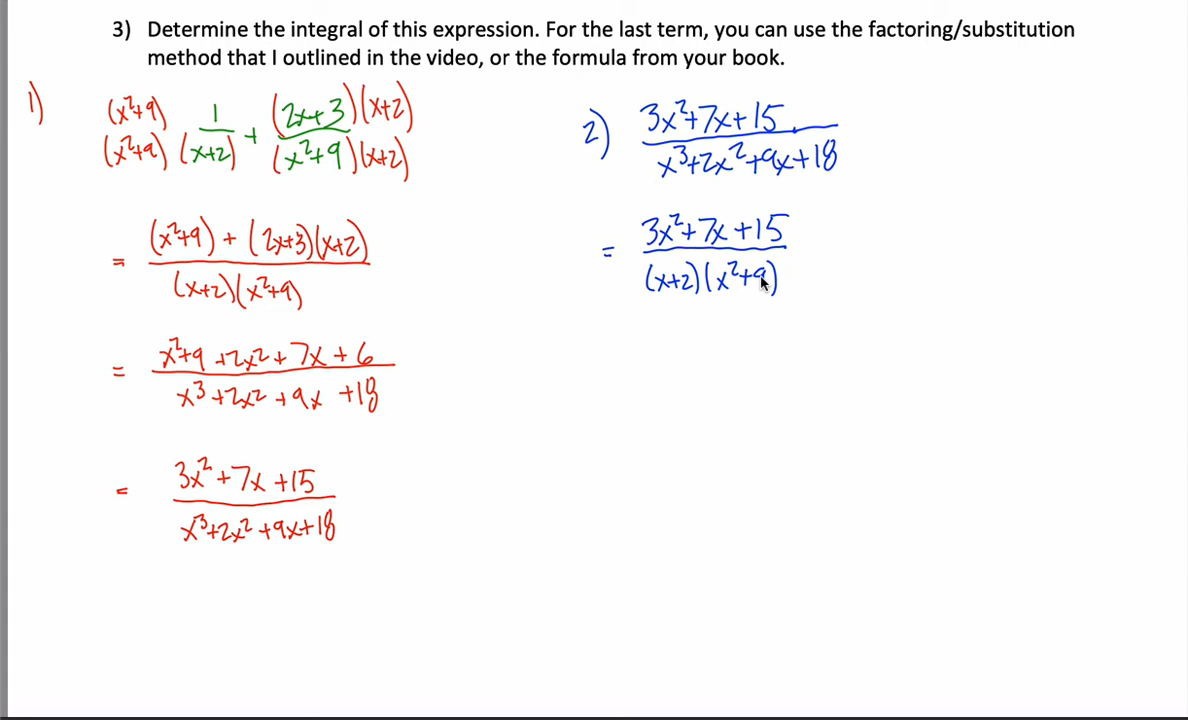 3) Determine the integral of this expression. For the last term, you can use the factoring/substitution
method that I outlined in the video, or the formula from your book.
1)
(x²+9) 1 + (2x+3)(x+2)
(x²+9) (x+2) (x²+9)(x+2)
= (x²+9) + (2x+3)(x+2)
(x+2)(x²+9)
= x²+9 +2x² + 7x + 6
x³ +2x² +9x +18
= 3x² +7x +15
x³+2x² +9x+18
2) 3x²+7x+15
x³+2x²+9x+18
= 3x²+7x+15
(x+2)(x²+9)